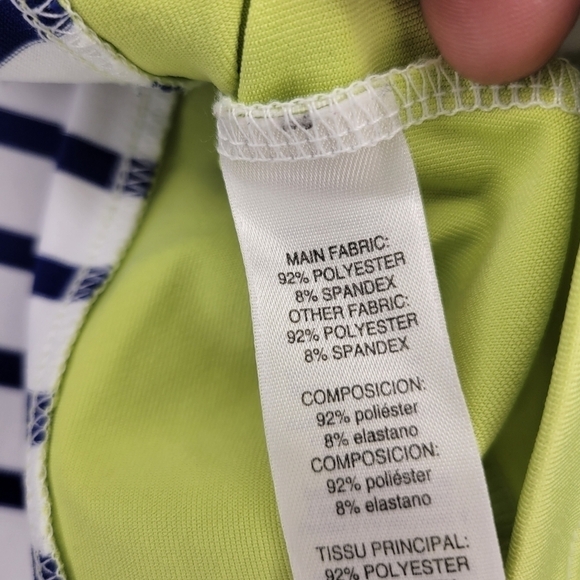 MAIN FABRIC:
92% POLYESTER
8% SPANDEX
OTHER FABRIC:
92% POLYESTER
8% SPANDEX
COMPOSICION:
92% poliéster
8% elastano
COMPOSICION:
92% poliéster
8% elastano
TISSU PRINCIPAL:
92% POLYESTER